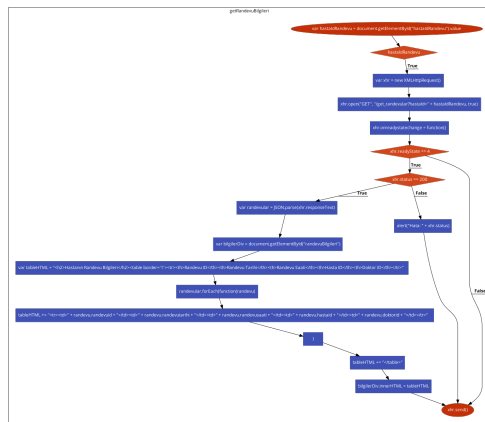 getRandevuBilgileri
var hastaIdRandevu = document.getElementById("hastaIdRandevu").value
hastaIdRandevu
True
var xhr = new XMLHttpRequest()
xhr.open("GET", "/get_randevular?hastaId=" + hastaIdRandevu, true)
xhr.onreadystatechange = function()
xhr.readyState == 4
True
xhr.status == 200
True
False
var randevular = JSON.parse(xhr.responseText)
alert("Hata: " + xhr.status)
var bilgilerDiv = document.getElementById("randevuBilgileri")
var tableHTML = "<h2>Hastanın Randevu Bilgileri</h2><table border='1'><tr><th>Randevu ID</th><th>Randevu Tarihi</th><th>Randevu Saati</th><th>Hasta ID</th><th>Doktor ID</th></tr>"
randevular.forEach(function(randevu)
False
tableHTML += "<tr><td>" + randevu.randevuid + "</td><td>" + randevu.randevutarihi + "</td><td>" + randevu.randevusaati + "</td><td>" + randevu.hastaid + "</td><td>" + randevu.doktorid + "</td></tr>"
)
tableHTML += "</table>"
bilgilerDiv.innerHTML = tableHTML
xhr.send()